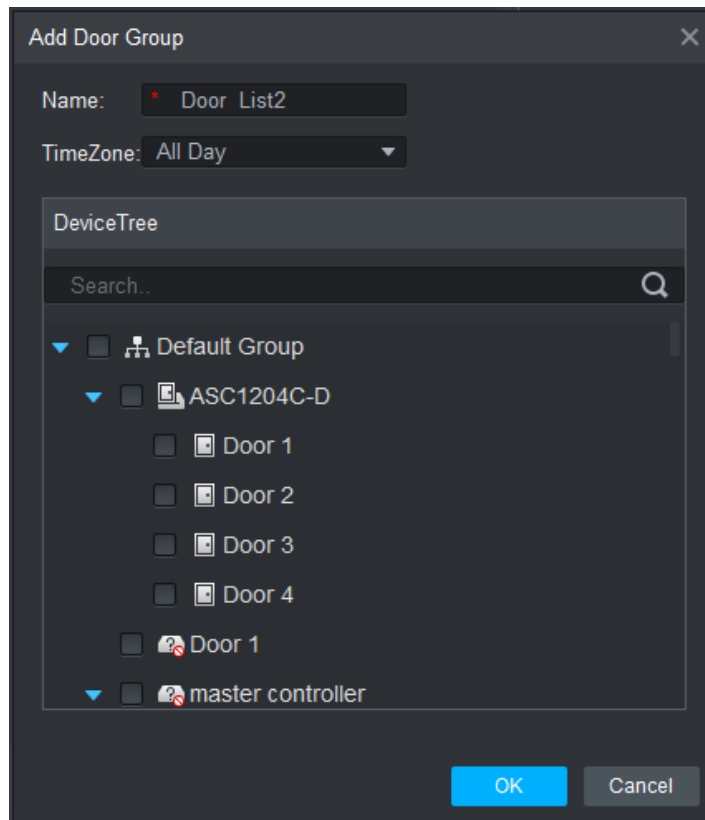 Add Door Group
Name: * Door List2
TimeZone: All Day
DeviceTree
Search..
Default Group
ASC1204C-D
Door 1
Door 2
Door 3
Door 4
Door 1
master controller
OK Cancel